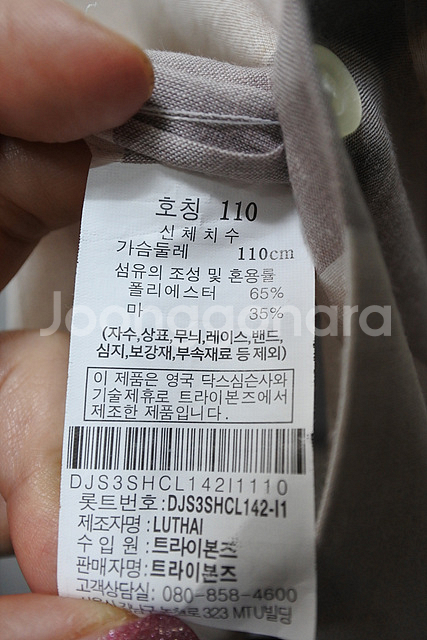 호칭 110
신체치수
가슴둘레 110cm
섬유의 조성 및 혼용률
폴리에스터 65%
마 35%
Joonggonara
(자수,상표,무늬,레이스,밴드,
심지,보강재,부속재료 등 제외)
이 제품은 영국 닥스심슨사와
기술제휴로 트라이본즈에서
제조한 제품입니다.
DJS3SHCL142I1110
롯트번호:DJS3SHCL142-I1
제조자명:LUTHAI
수입원:트라이본즈
판매자명:트라이본즈
고객상담실: 080-858-4600
323 MTU빌딩